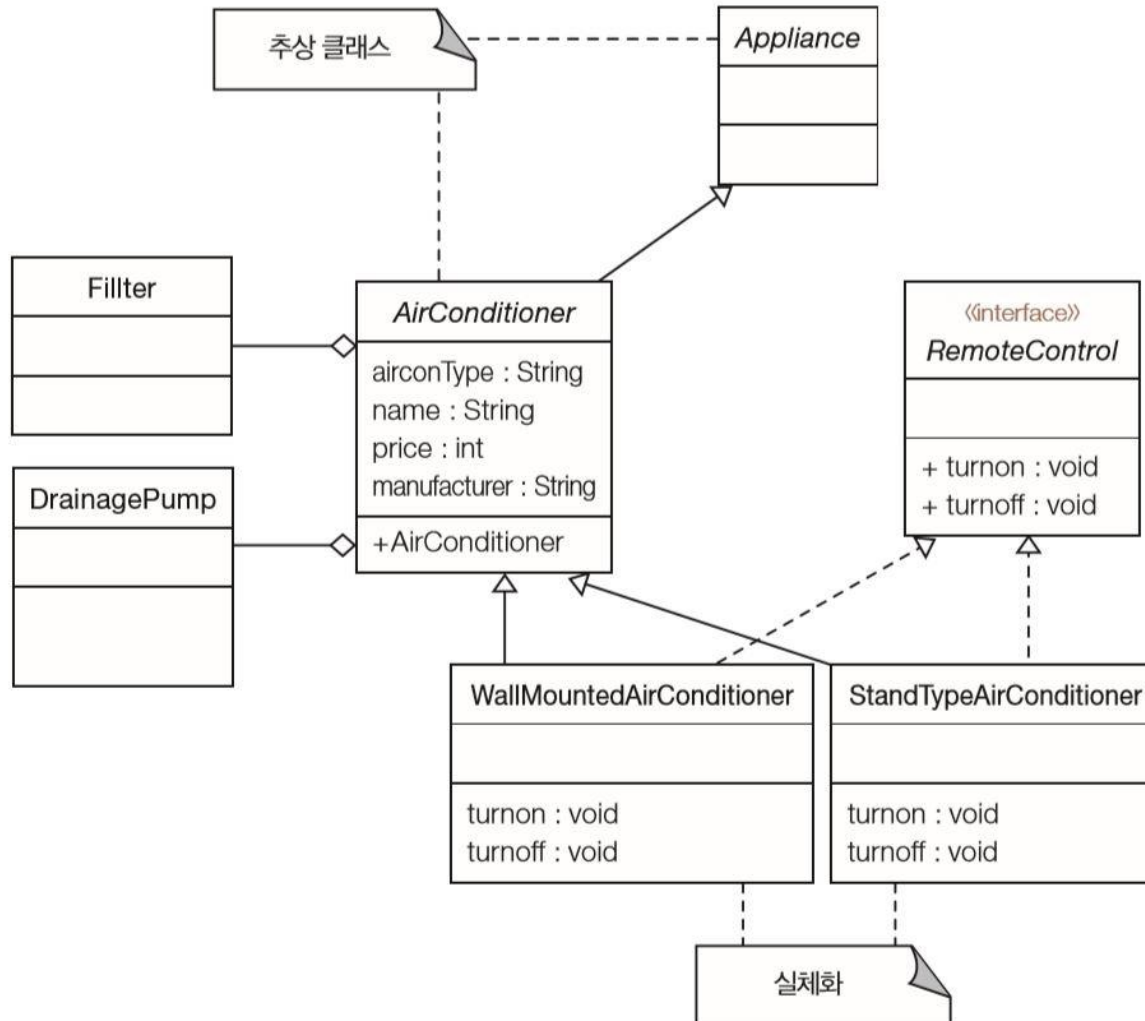 추상 클래스
Appliance
Fillter
AirConditioner
airconType : String
name : String
price : int
manufacturer : String
+AirConditioner
«interface»
RemoteControl
+ turnon : void
+ turnoff : void
DrainagePump
WallMountedAirConditioner
turnon : void
turnoff : void
StandTypeAirConditioner
turnon : void
turnoff : void
실체화